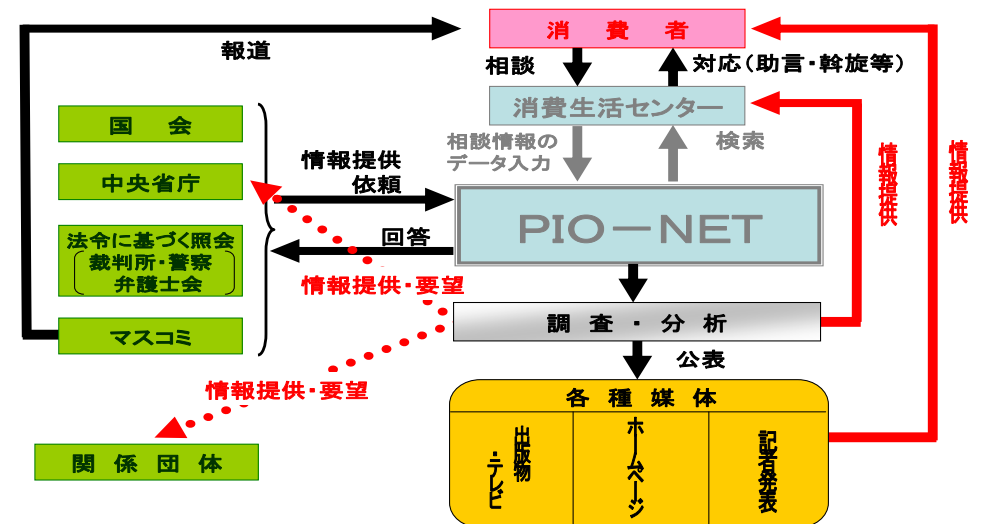 消費者
報道
相談
対応（助言・斡旋等）
消費生活センター
国会
相談情報の
データ入力
検索
情報提供
情報提供
中央省庁
情報提供
依頼
PIO－NET
法令に基づく照会
裁判所・警察
弁護士会
回答
情報提供・要望
マスコミ
調査・分析
公表
情報提供・要望
各種媒体
出版物
・テレビ
ホームページ
記者発表
関係団体